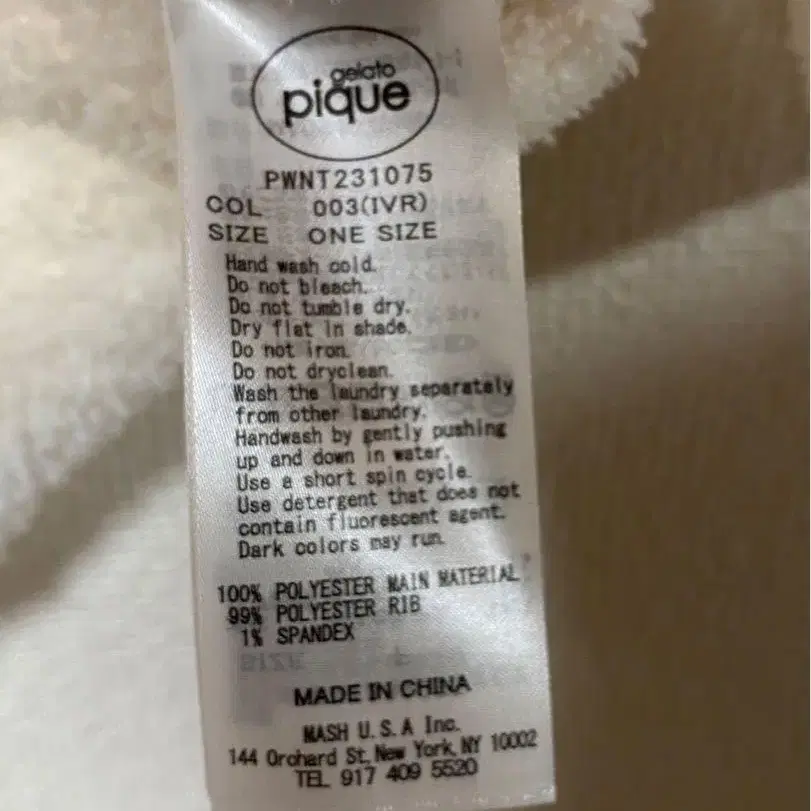 gelato
pique
PWNT231075
COL 003(IVR)
SIZE ONE SIZE
Hand wash cold.
Do not bleach.
Do not tumble dry.
Dry flat in shade.
Do not iron.
Do not dryclean.
Wash the laundry separately
from other laundry.
Handwash by gently pushing
up and down in water.
Use a short spin cycle.
Use detergent that does not
contain fluorescent agent.
Dark colors may run.
100% POLYESTER MAIN MATERIAL
99% POLYESTER RIB
1% SPANDEX
MADE IN CHINA
MASH U.S.A Inc.
144 Orchard St, New York, NY 10002
TEL 917 409 5520